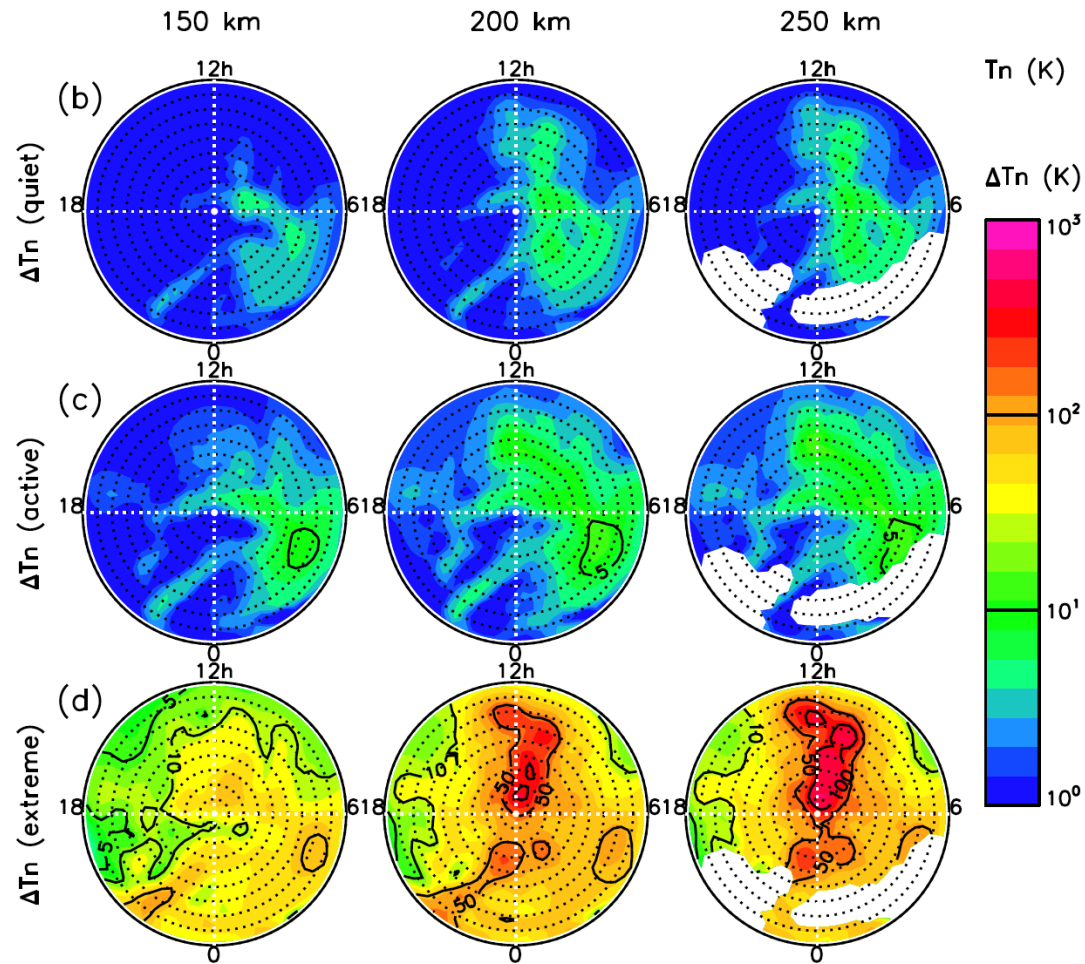 150 km 200 km 250 km
12h 12h 12h Tn (K)
(b)
ΔTn (quiet)
ΔTn (K)
18 618 618 6
10³
0 0 0
12h 12h 12h
(c)
ΔTn (active)
10²
18 618 618 6
5 5
10¹
0 0 0
12h 12h 12h
(d)
ΔTn (extreme)
5 10
10 10 50 100
50 50
18 618 618 6
10⁰
5 50 50
0 0 0